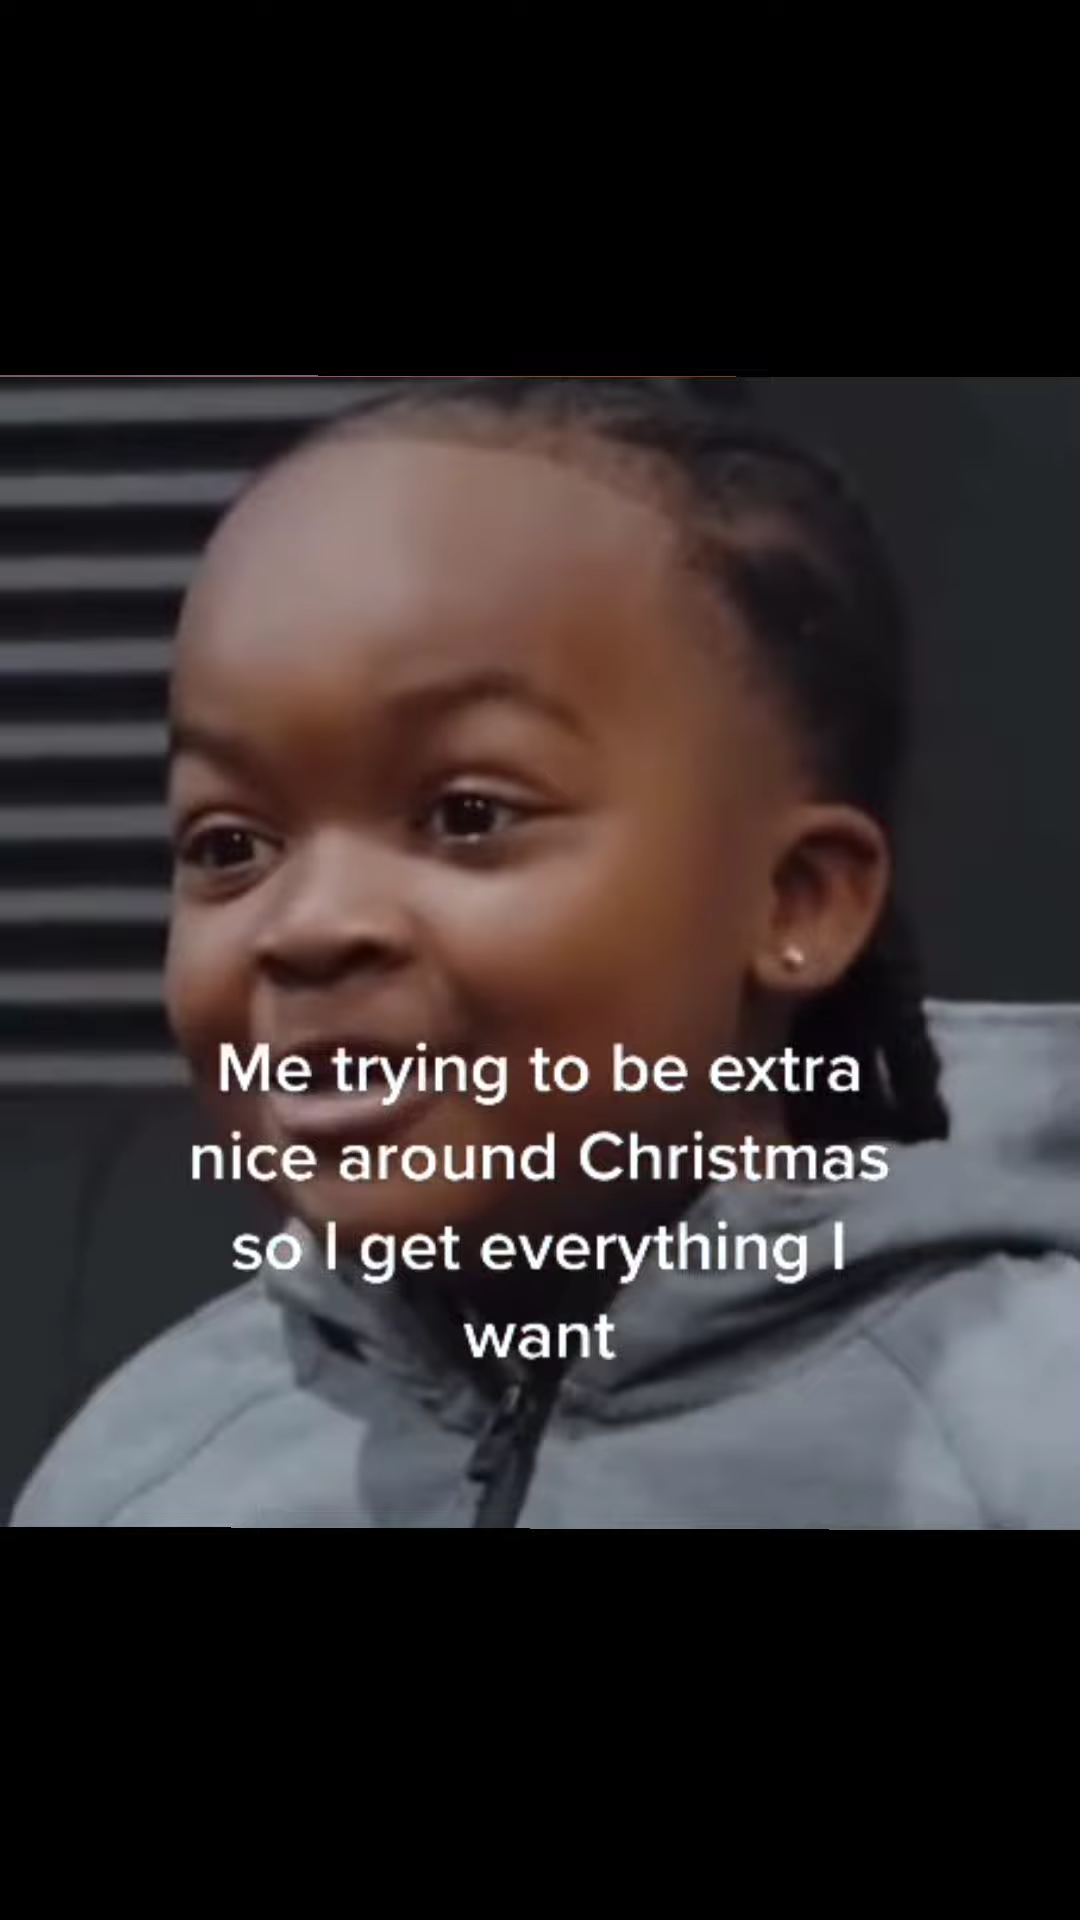 Me trying to be extra
nice around Christmas
so I get everything I
want